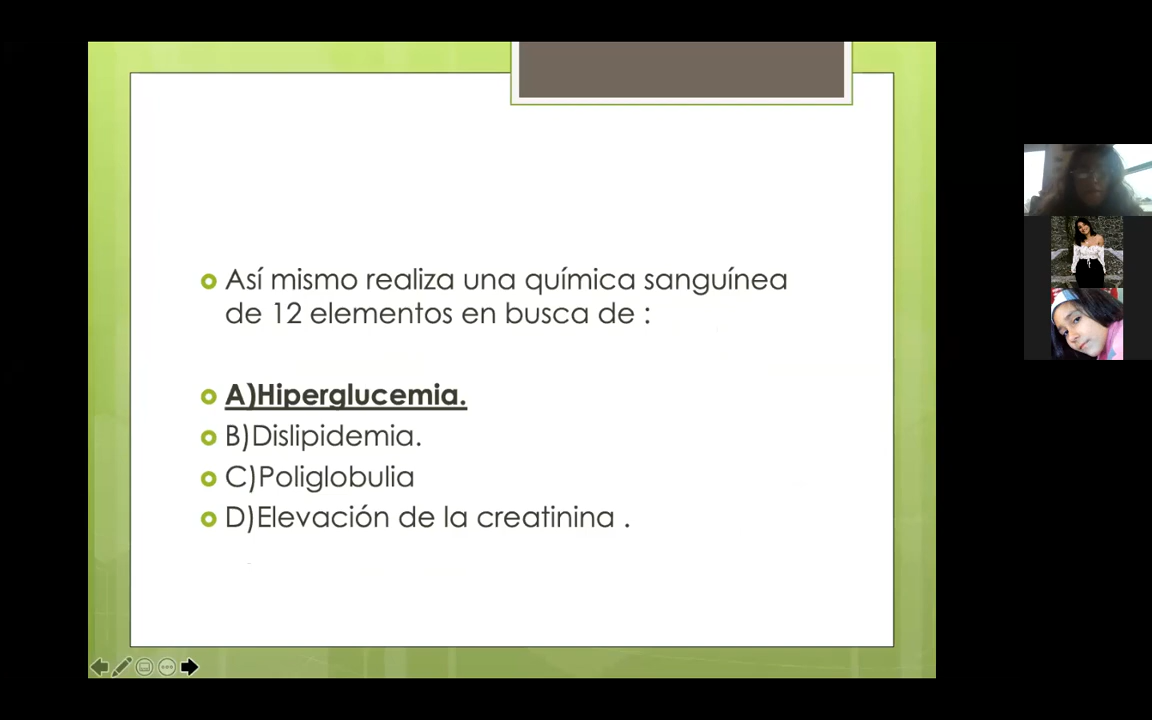 Así mismo realiza una química sanguínea
de 12 elementos en busca de :
A)Hiperglucemia.
B)Dislipidemia.
C)Poliglobulia
D)Elevación de la creatinina .